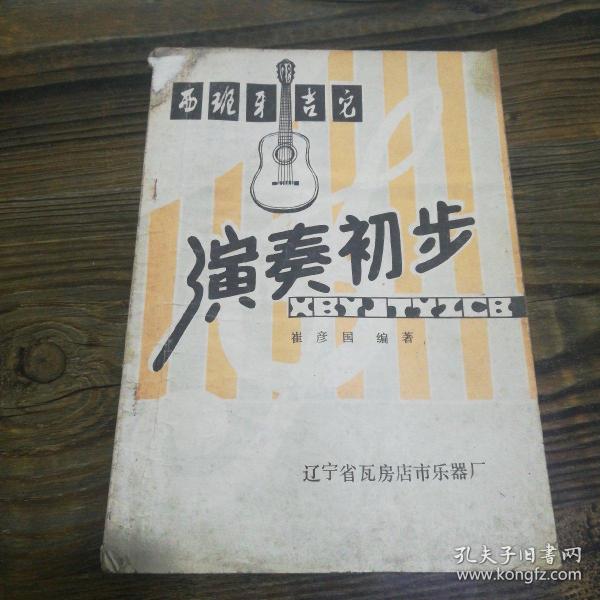 西班牙吉它
演奏初步
XBYJTYZCB
崔彦国 编著
辽宁省瓦房店市乐器厂
孔夫子旧书网
www.kongfz.com